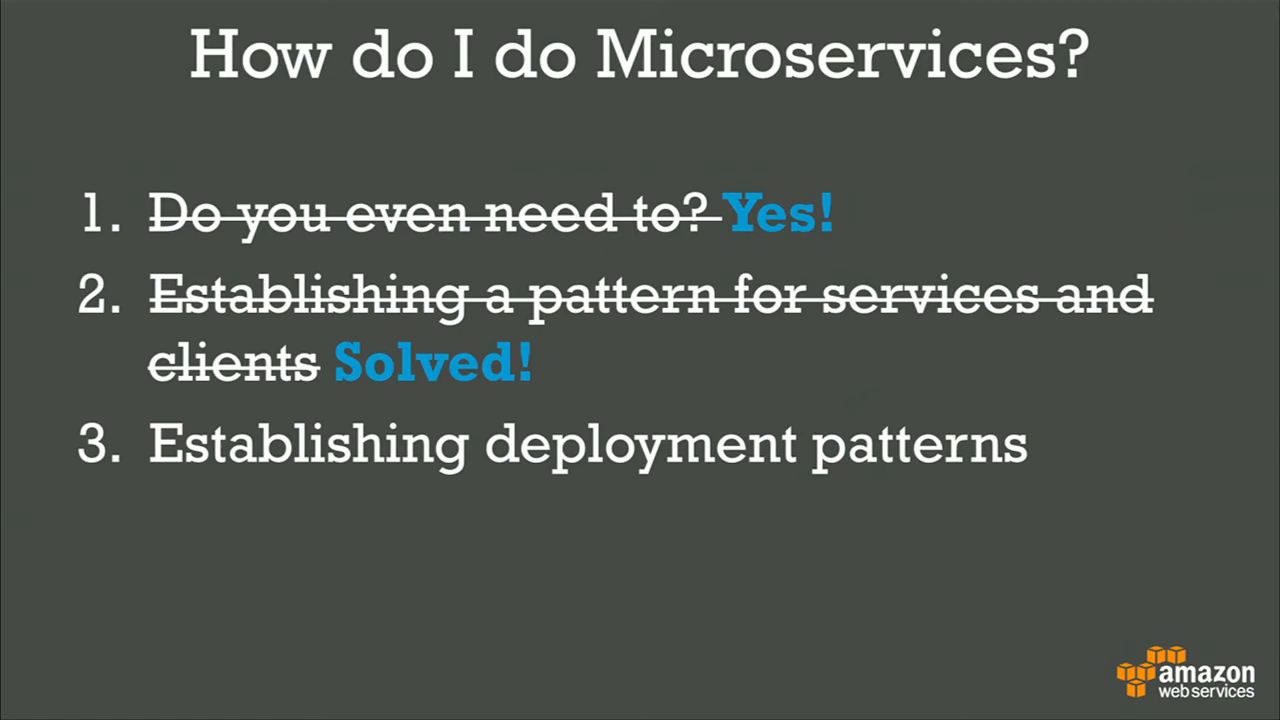 How do I do Microservices?
1. Do you even need to? Yes!
2. Establishing a pattern for services and
clients Solved!
3. Establishing deployment patterns
amazon
web services